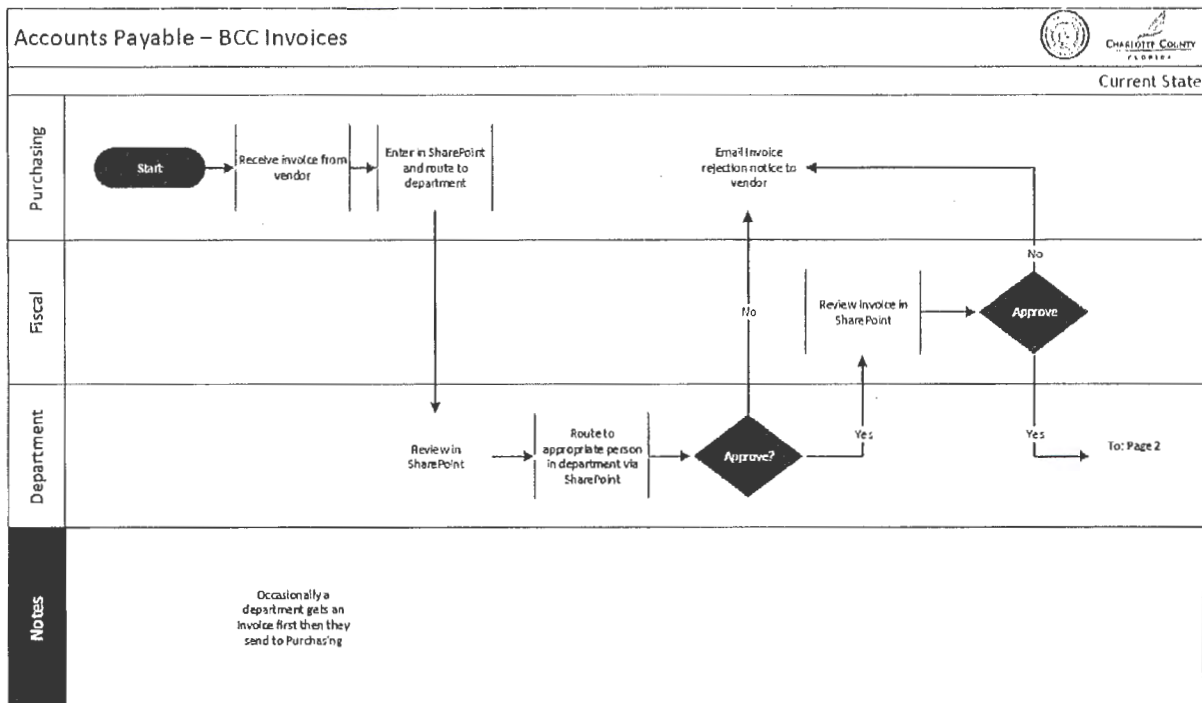 Accounts Payable – BCC Invoices
CHARLOTTE COUNTY
FLORIDA
Current State
Purchasing
Start
Receive invoice from
vendor
Enter in SharePoint
and route to
department
Email Invoice
rejection notice to
vendor
Fiscal
No
Review Invoice in
SharePoint
No
Approve
Department
Review in
SharePoint
Route to
appropriate person
in department via
SharePoint
Approve?
Yes
Yes
To: Page 2
Notes
Occasionally a
department gets an
Invoice first then they
send to Purchasing